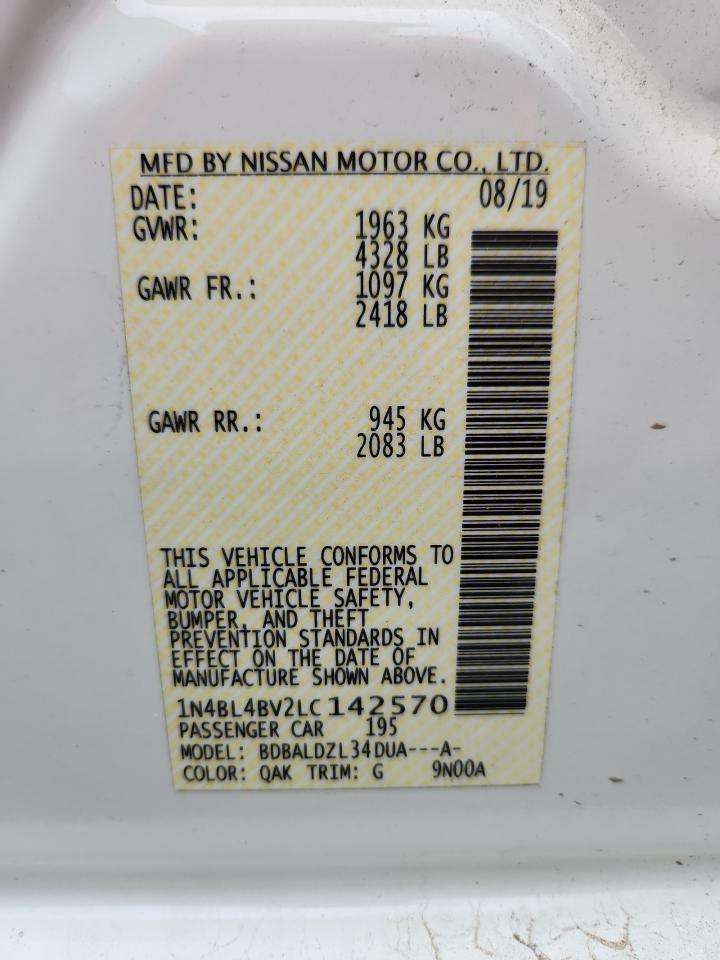 MFD BY NISSAN MOTOR CO., LTD.
DATE: 08/19
GVWR: 1963 KG
4328 LB
GAWR FR.: 1097 KG
2418 LB
GAWR RR.: 945 KG
2083 LB
THIS VEHICLE CONFORMS TO
ALL APPLICABLE FEDERAL
MOTOR VEHICLE SAFETY,
BUMPER, AND THEFT
PREVENTION STANDARDS IN
EFFECT ON THE DATE OF
MANUFACTURE SHOWN ABOVE.
1N4BL4BV2LC142570
PASSENGER CAR 195
MODEL: BDBALDZL34DUA---A-
COLOR: QAK TRIM: G 9N00A